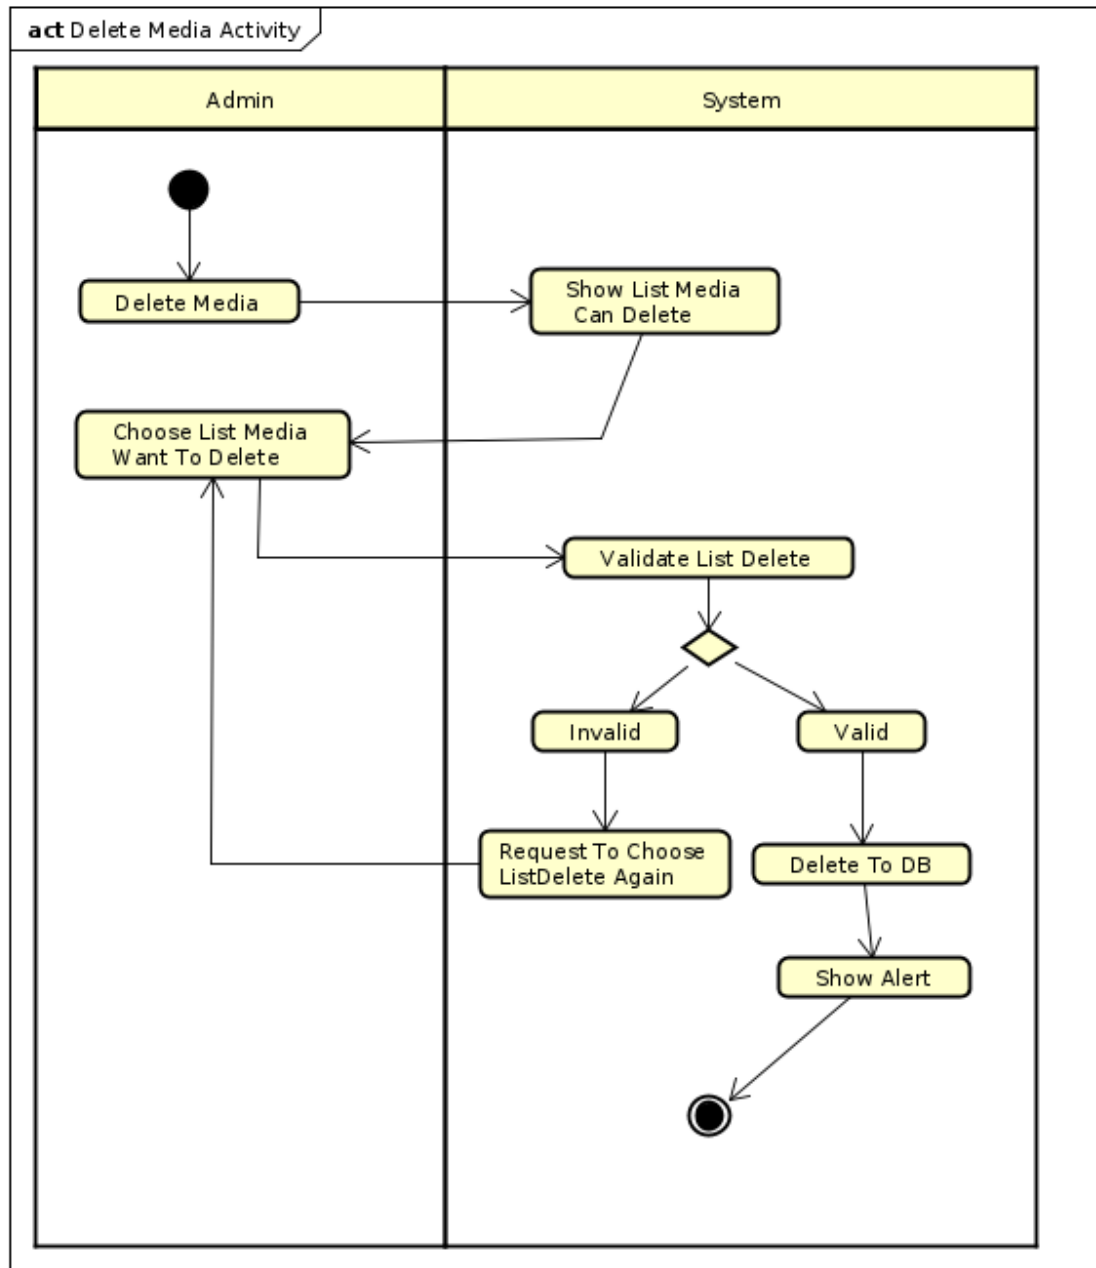 act Delete Media Activity
Admin
System
Delete Media
Show List Media
Can Delete
Choose List Media
Want To Delete
Validate List Delete
Invalid
Valid
Request To Choose
ListDelete Again
Delete To DB
Show Alert